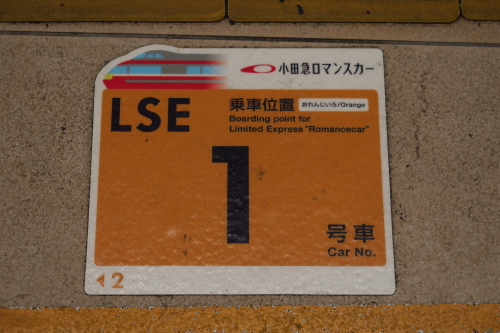 小田急ロマンスカー
LSE
乗車位置 おれんじいろ/Orange
Boarding point for
Limited Express "Romancecar"
1
号車
Car No.
◀2